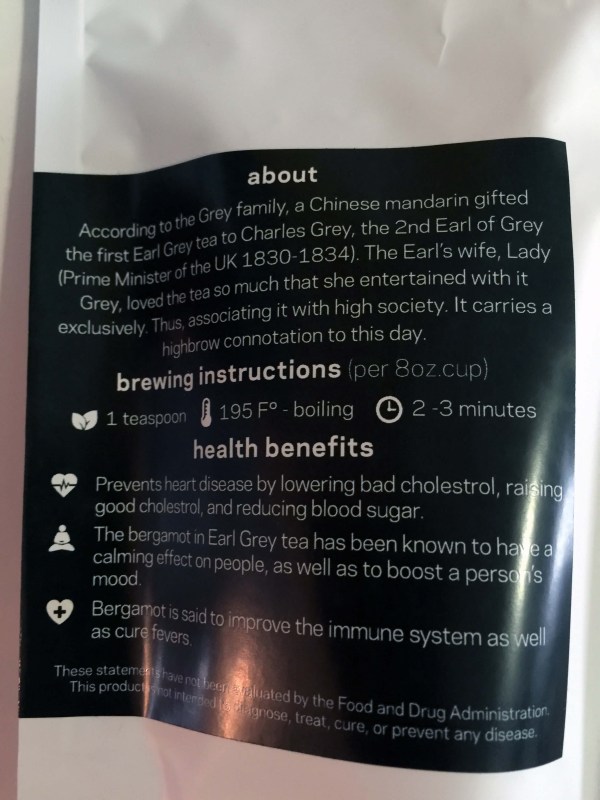 about
According to the Grey family, a Chinese mandarin gifted
the first Earl Grey tea to Charles Grey, the 2nd Earl of Grey
(Prime Minister of the UK 1830-1834). The Earl's wife, Lady
Grey, loved the tea so much that she entertained with it
exclusively. Thus, associating it with high society. It carries a
highbrow connotation to this day.
brewing instructions (per 8oz.cup)
1 teaspoon 195 Fº - boiling 2 -3 minutes
health benefits
Prevents heart disease by lowering bad cholestrol, raising
good cholestrol, and reducing blood sugar.
The bergamot in Earl Grey tea has been known to have a
calming effect on people, as well as to boost a person's
mood.
Bergamot is said to improve the immune system as well
as cure fevers.
These statements have not been evaluated by the Food and Drug Administration.
This product not intended to diagnose, treat, cure, or prevent any disease.